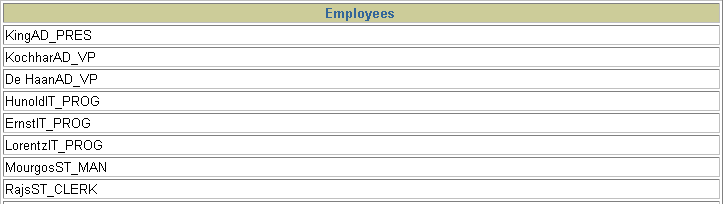 Employees
KingAD_PRES
KochharAD_VP
De HaanAD_VP
HunoldIT_PROG
ErnstIT_PROG
LorentzIT_PROG
MourgosST_MAN
RajsST_CLERK